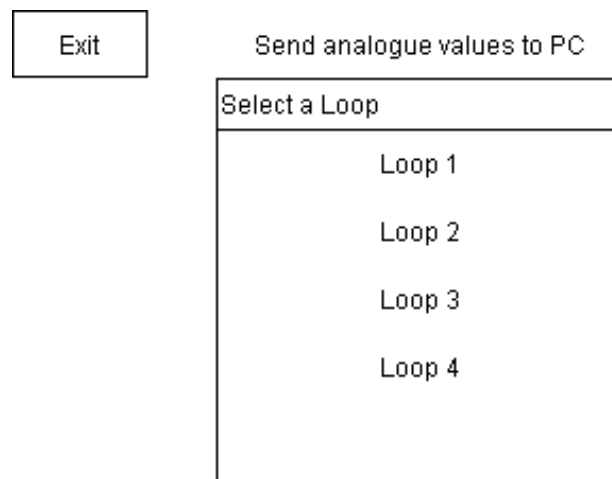 Exit
Send analogue values to PC
Select a Loop
Loop 1
Loop 2
Loop 3
Loop 4